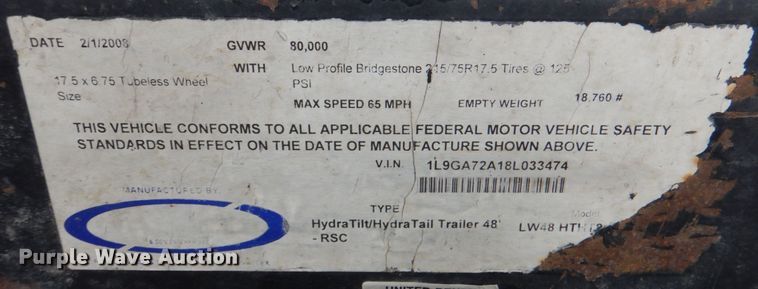 DATE 2/1/2008 GVWR 80,000
WITH Low Profile Bridgestone 215/75R17.5 Tires @ 125
17.5 x 6.75 Tubeless Wheel PSI
Size MAX SPEED 65 MPH EMPTY WEIGHT 18,760 #
THIS VEHICLE CONFORMS TO ALL APPLICABLE FEDERAL MOTOR VEHICLE SAFETY
STANDARDS IN EFFECT ON THE DATE OF MANUFACTURE SHOWN ABOVE.
V.I.N. 1L9GA72A18L033474
MANUFACTURED BY:
TYPE Model
HydraTilt/HydraTail Trailer 48' LW48 HTH
- RSC
Purple Wave Auction